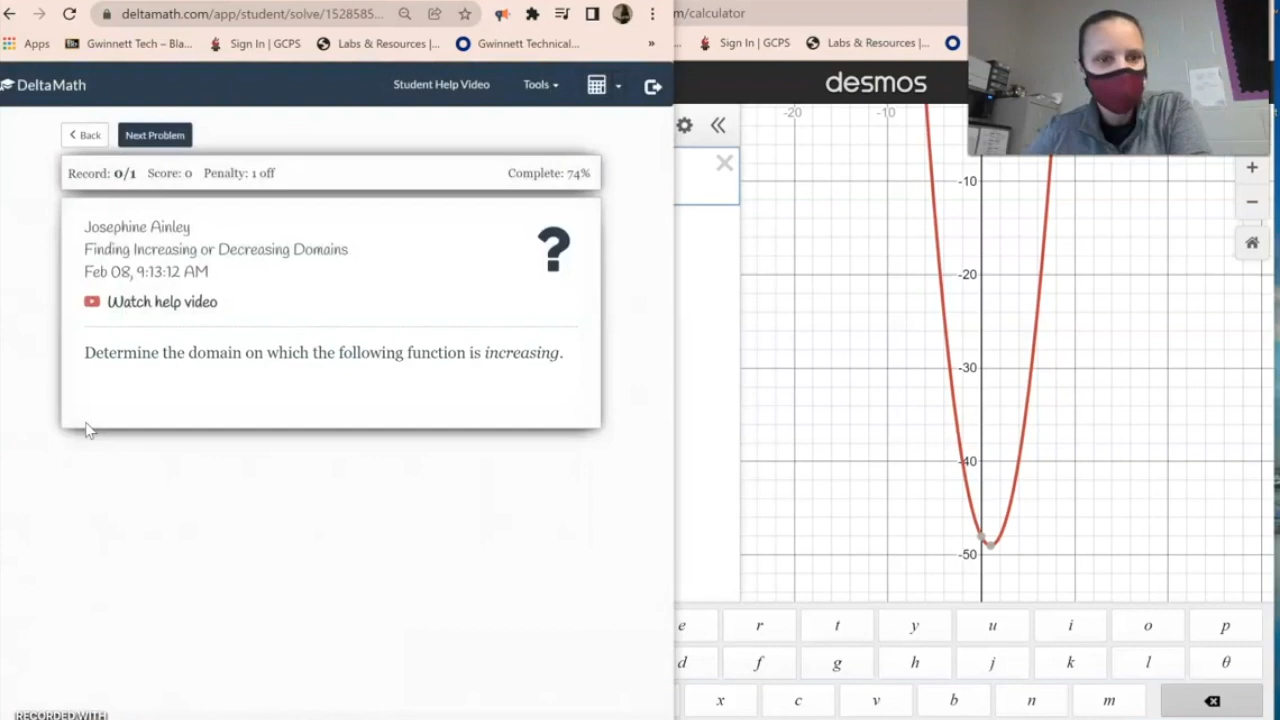 deltamath.com/app/student/solve/1528585...
m/calculator
Apps
Bb Gwinnett Tech – Bla...
Sign In | GCPS
Labs & Resources |...
Gwinnett Technical...
»
Sign In | GCPS
Labs & Resources |...
DeltaMath
Student Help Video
Tools
desmos
Back
Next Problem
Record: 0/1 Score: 0 Penalty: 1 off
Complete: 74%
Josephine Ainley
Finding Increasing or Decreasing Domains
Feb 08, 9:13:12 AM
?
Watch help video
Determine the domain on which the following function is increasing.
-20
-10
-10
-20
-30
-40
-50
e r t y u i o p
d f g h j k l θ
x c v b n m
RECORDED WITH